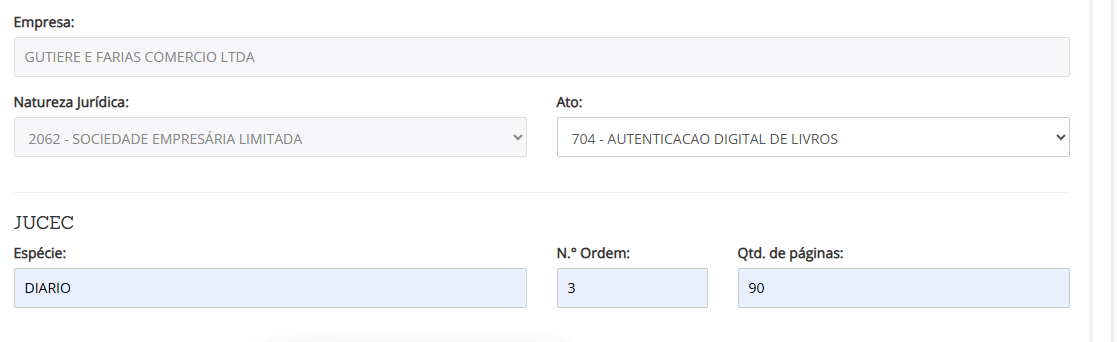 Empresa:
GUTIERE E FARIAS COMERCIO LTDA
Natureza Jurídica:
Ato:
2062 - SOCIEDADE EMPRESÁRIA LIMITADA
704 - AUTENTICACAO DIGITAL DE LIVROS
JUCEC
Espécie:
N.º Ordem:
Qtd. de páginas:
DIARIO
3
90